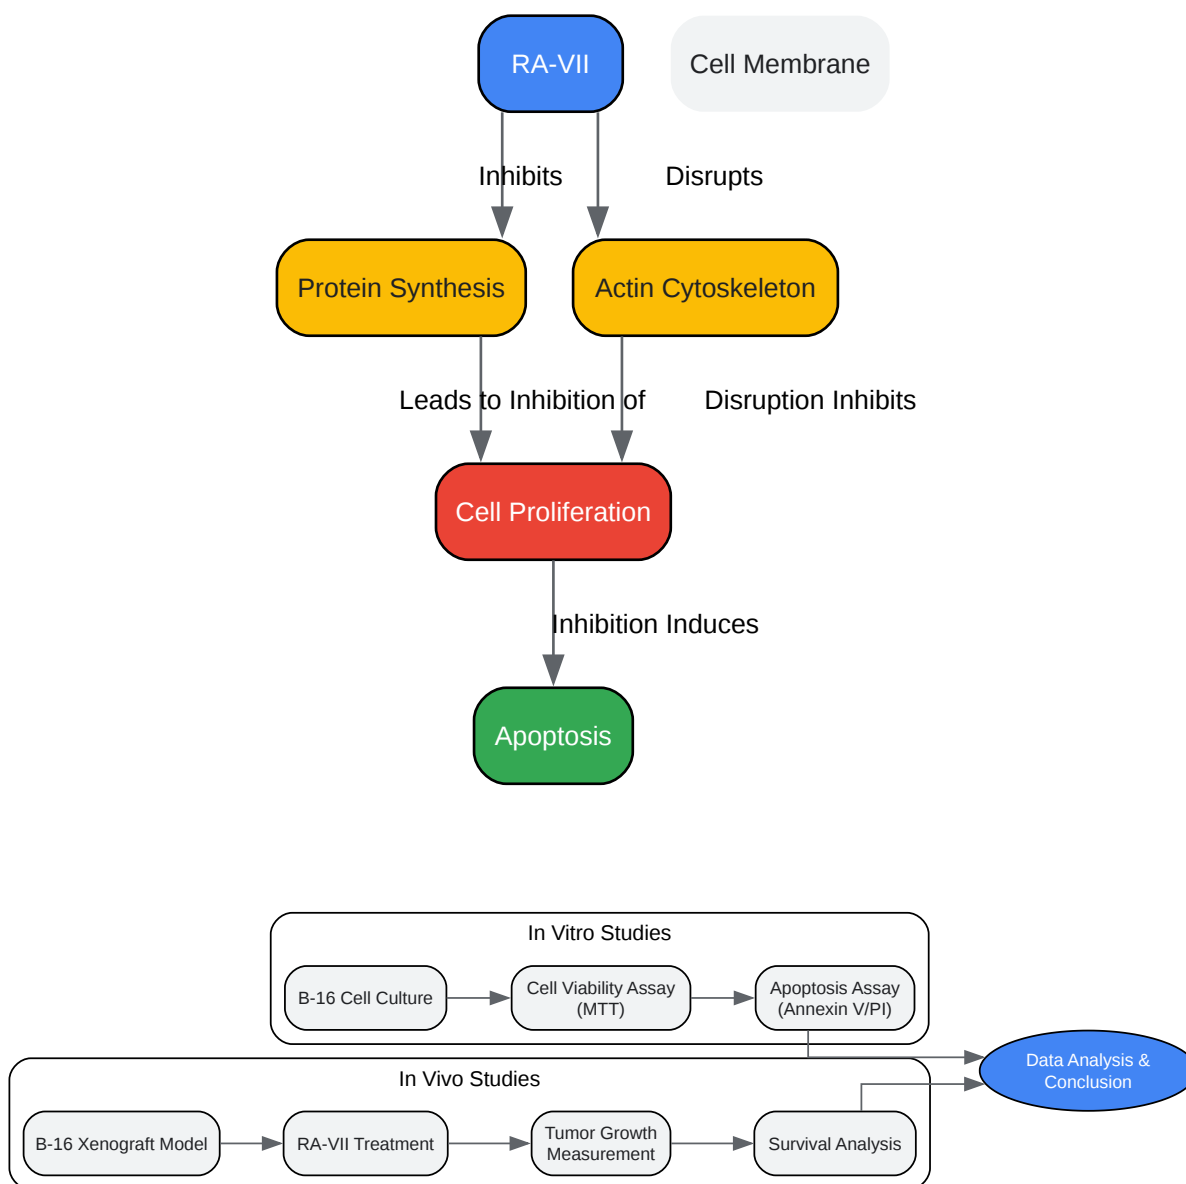 RA-VII
Cell Membrane
Inhibits
Disrupts
Protein Synthesis
Actin Cytoskeleton
Leads to Inhibition of
Disruption Inhibits
Cell Proliferation
Inhibition Induces
Apoptosis
In Vitro Studies
B-16 Cell Culture
Cell Viability Assay
(MTT)
Apoptosis Assay
(Annexin V/PI)
Data Analysis &
Conclusion
In Vivo Studies
B-16 Xenograft Model
RA-VII Treatment
Tumor Growth
Measurement
Survival Analysis